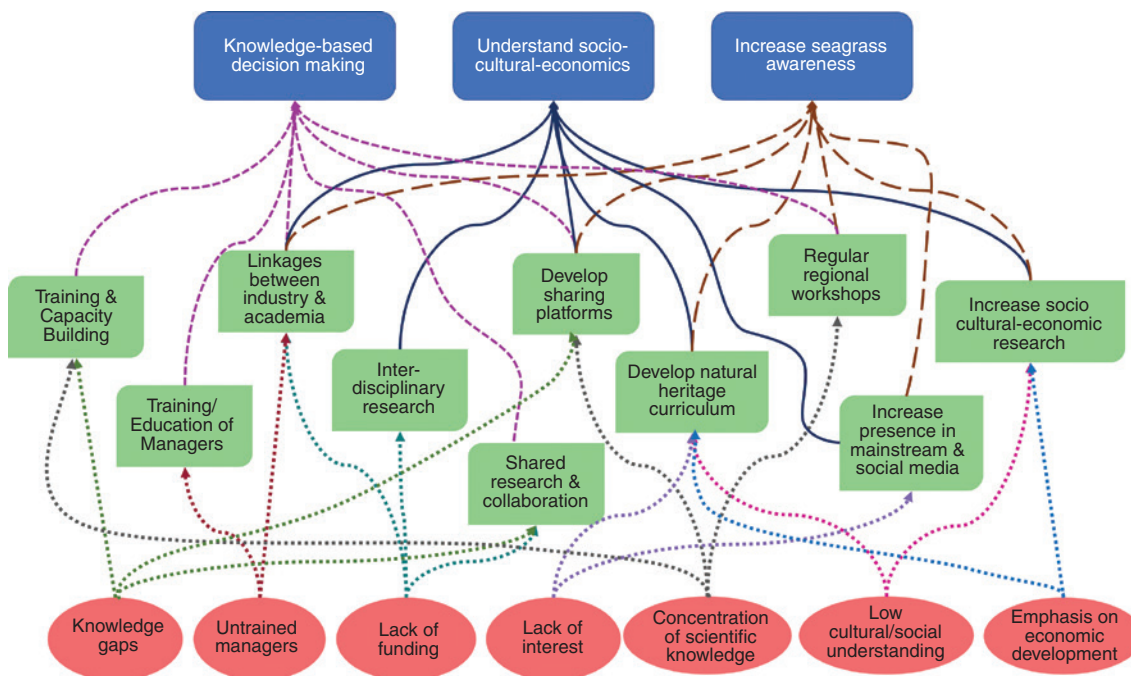 Knowledge-based
decision making
Understand socio-
cultural-economics
Increase seagrass
awareness
Training &
Capacity
Building
Linkages
between
industry &
academia
Develop
sharing
platforms
Regular
regional
workshops
Increase socio
cultural-economic
research
Training/
Education of
Managers
Inter-
disciplinary
research
Develop natural
heritage
curriculum
Increase
presence in
mainstream &
social media
Shared
research &
collaboration
Knowledge
gaps
Untrained
managers
Lack of
funding
Lack of
interest
Concentration
of scientific
knowledge
Low
cultural/social
understanding
Emphasis on
economic
development